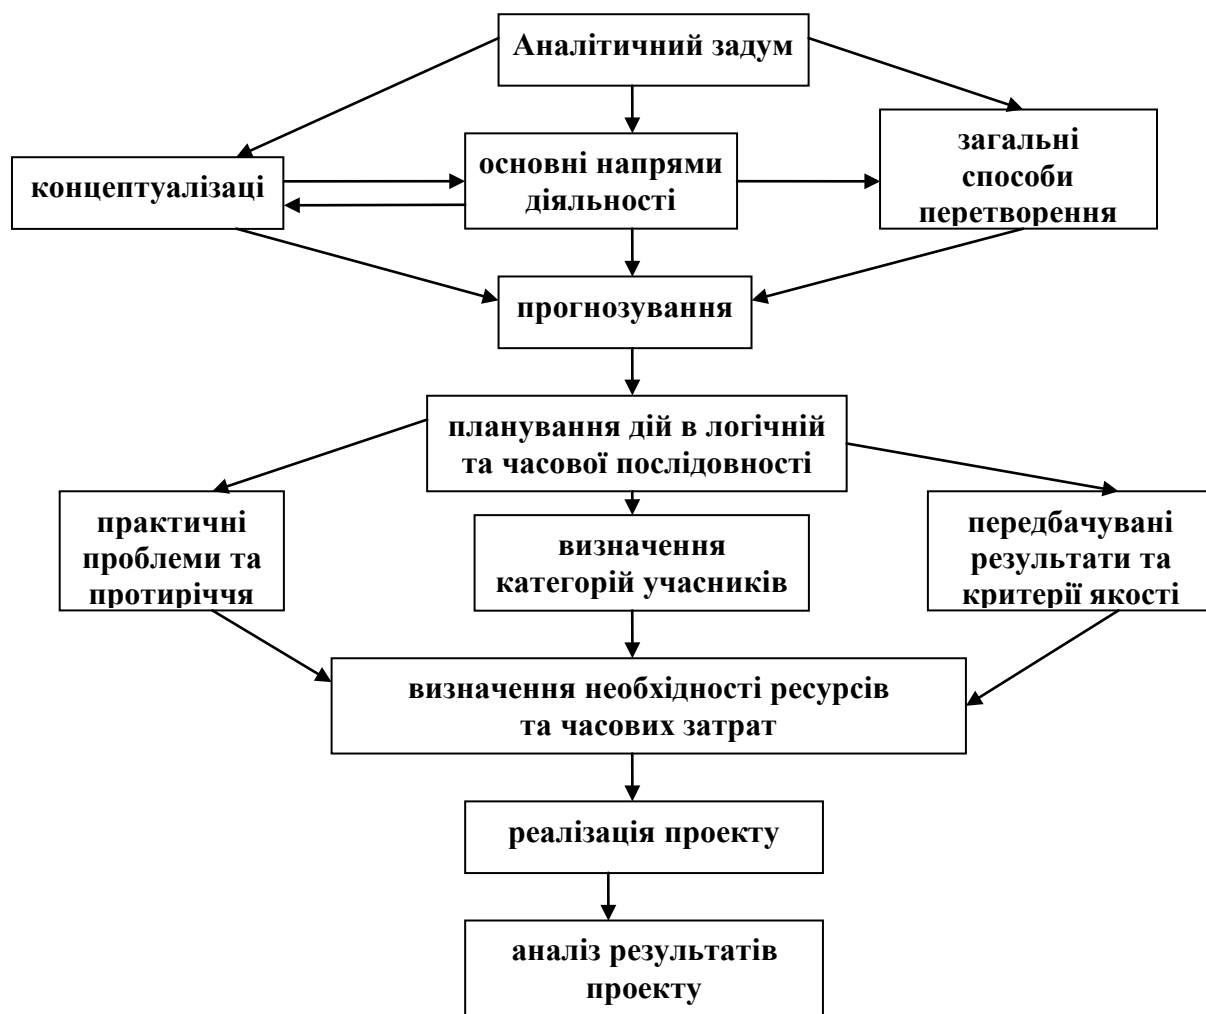 Аналітичний задум
концептуалізаці
основні напрями
діяльності
загальні
способи
перетворення
прогнозування
планування дій в логічній
та часової послідовності
практичні
проблеми та
протиріччя
визначення
категорій учасників
передбачувані
результати та
критерії якості
визначення необхідності ресурсів
та часових затрат
реалізація проекту
аналіз результатів
проекту